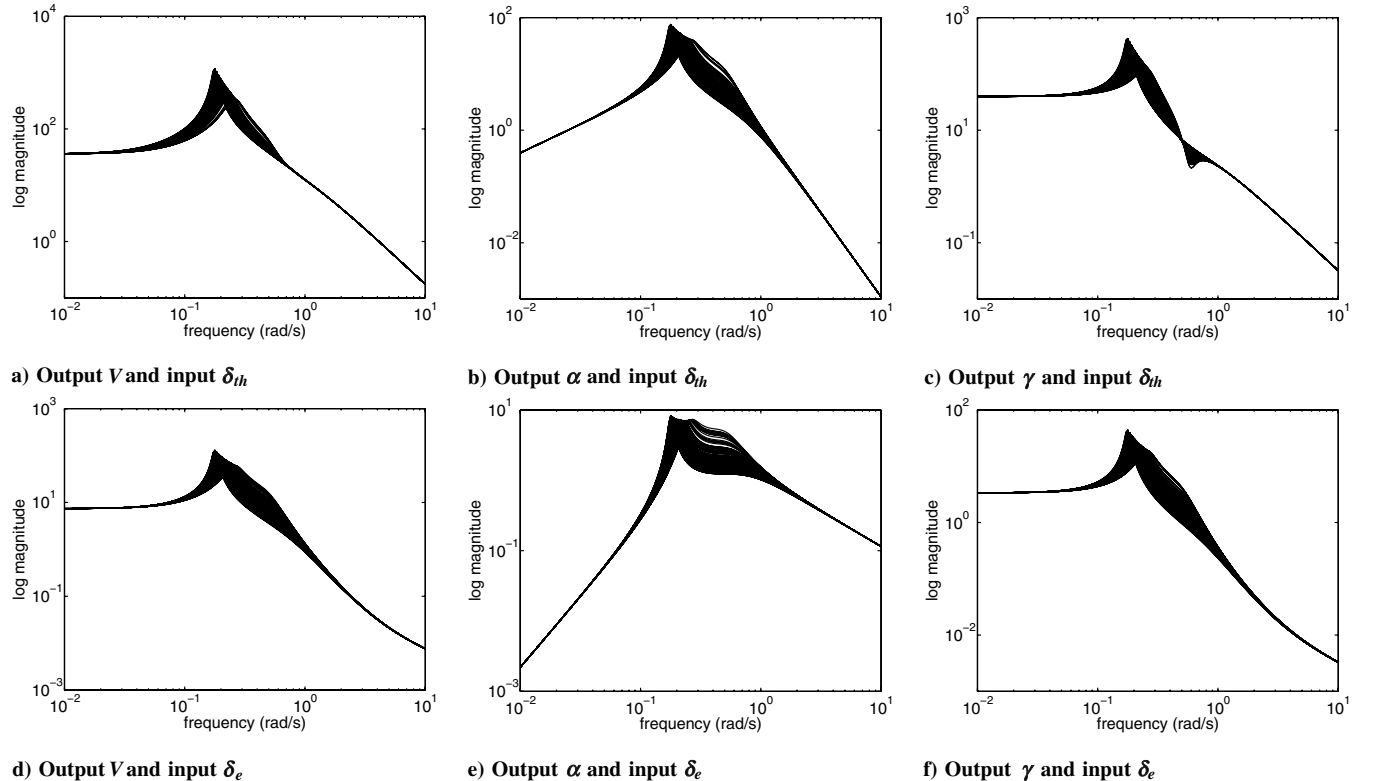 10^4
10^2
10^0
10^-2
10^-1
10^0
10^1
log magnitude
frequency (rad/s)
a) Output V and input δth
10^2
10^0
10^-2
10^-2
10^-1
10^0
10^1
log magnitude
frequency (rad/s)
b) Output α and input δth
10^3
10^1
10^-1
10^-2
10^-1
10^0
10^1
log magnitude
frequency (rad/s)
c) Output γ and input δth
10^3
10^1
10^-1
10^-3
10^-2
10^-1
10^0
10^1
log magnitude
frequency (rad/s)
d) Output V and input δe
10^1
10^-1
10^-3
10^-2
10^-1
10^0
10^1
log magnitude
frequency (rad/s)
e) Output α and input δe
10^2
10^0
10^-2
10^-2
10^-1
10^0
10^1
log magnitude
frequency (rad/s)
f) Output γ and input δe